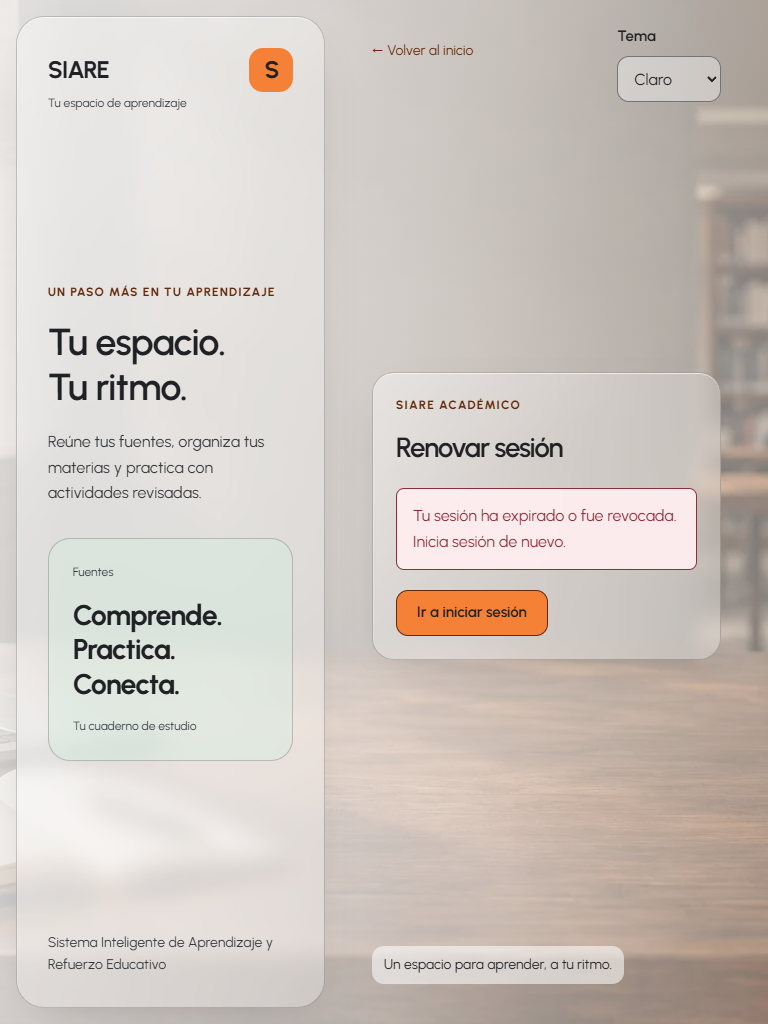 SIARE
S
Tu espacio de aprendizaje
UN PASO MÁS EN TU APRENDIZAJE
Tu espacio.
Tu ritmo.
Reúne tus fuentes, organiza tus
materias y practica con
actividades revisadas.
Fuentes
Comprende.
Practica.
Conecta.
Tu cuaderno de estudio
Sistema Inteligente de Aprendizaje y
Refuerzo Educativo
← Volver al inicio
Tema
Claro
SIARE ACADÉMICO
Renovar sesión
Tu sesión ha expirado o fue revocada.
Inicia sesión de nuevo.
Ir a iniciar sesión
Un espacio para aprender, a tu ritmo.